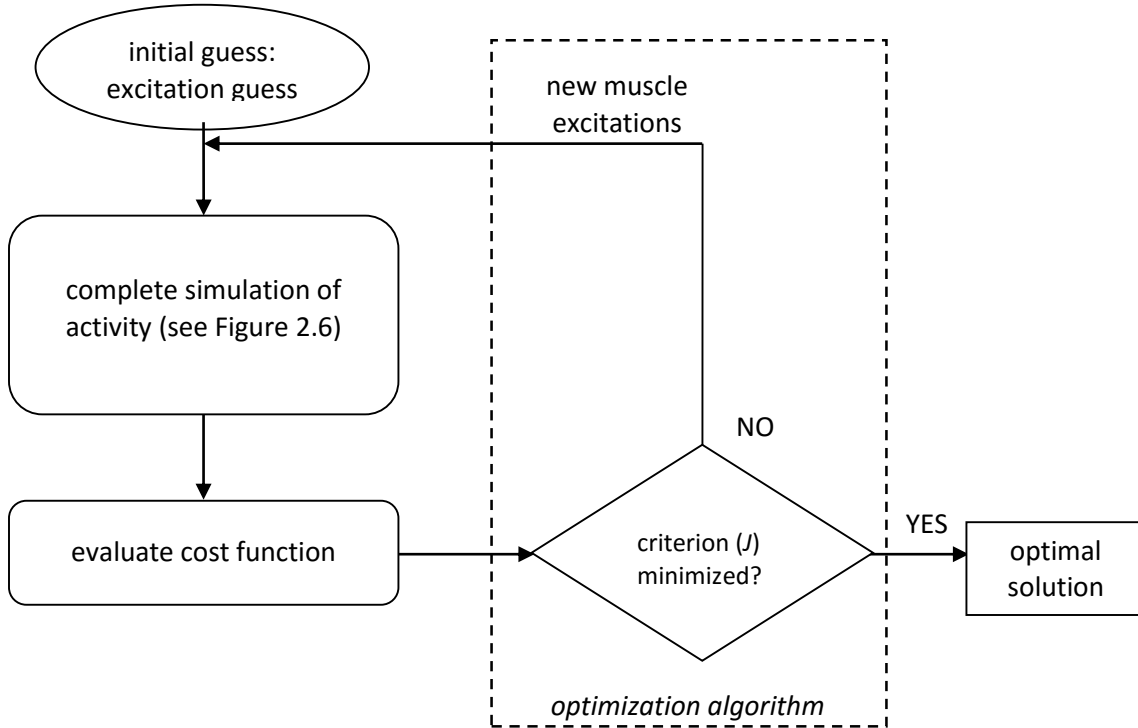 initial guess:
excitation guess
new muscle
excitations
complete simulation of
activity (see Figure 2.6)
NO
YES
evaluate cost function
criterion (J)
minimized?
optimal
solution
optimization algorithm